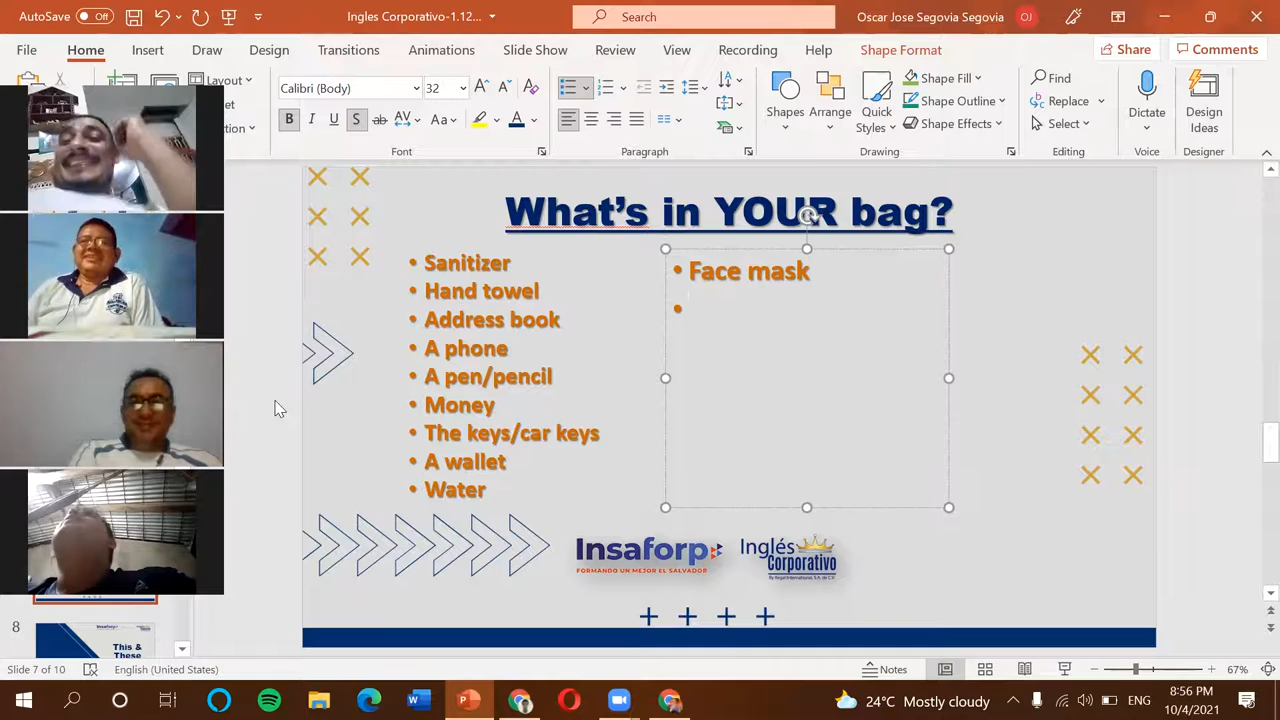 AutoSave Off
Ingles Corporativo-1.12...
Search
Oscar Jose Segovia Segovia
OJ
File Home Insert Draw Design Transitions Animations Slide Show Review View Recording Help Shape Format
Share
Comments
Layout
Calibri (Body)
32
B I U S ab AV Aa A
Font
Paragraph
Shapes
Arrange
Quick
Styles
Shape Fill
Shape Outline
Shape Effects
Drawing
Find
Replace
Select
Editing
Dictate
Voice
Design
Ideas
Designer
What's in YOUR bag?
• Sanitizer
• Hand towel
• Address book
• A phone
• A pen/pencil
• Money
• The keys/car keys
• A wallet
• Water
• Face mask
•
Insaforp
FORMANDO UN MEJOR EL SALVADOR
Inglés
Corporativo
8
This &
These
Slide 7 of 10
English (United States)
Notes
67%
24°C Mostly cloudy
ENG
8:56 PM
10/4/2021